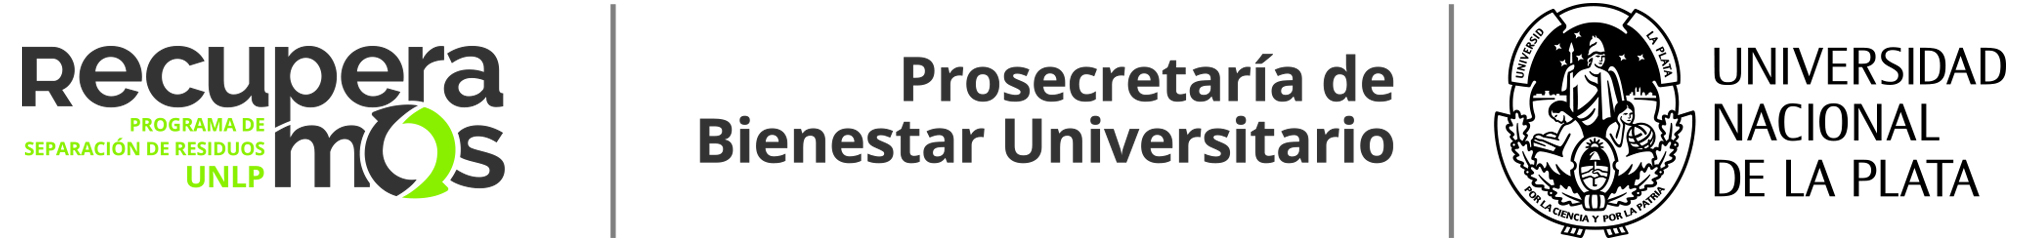 Recupera
mos
PROGRAMA DE
SEPARACIÓN DE RESIDUOS
UNLP
Prosecretaría de
Bienestar Universitario
UNIVERSID
LA PLATA
POR LA CIENCIA Y POR LA PATRIA
UNIVERSIDAD
NACIONAL
DE LA PLATA